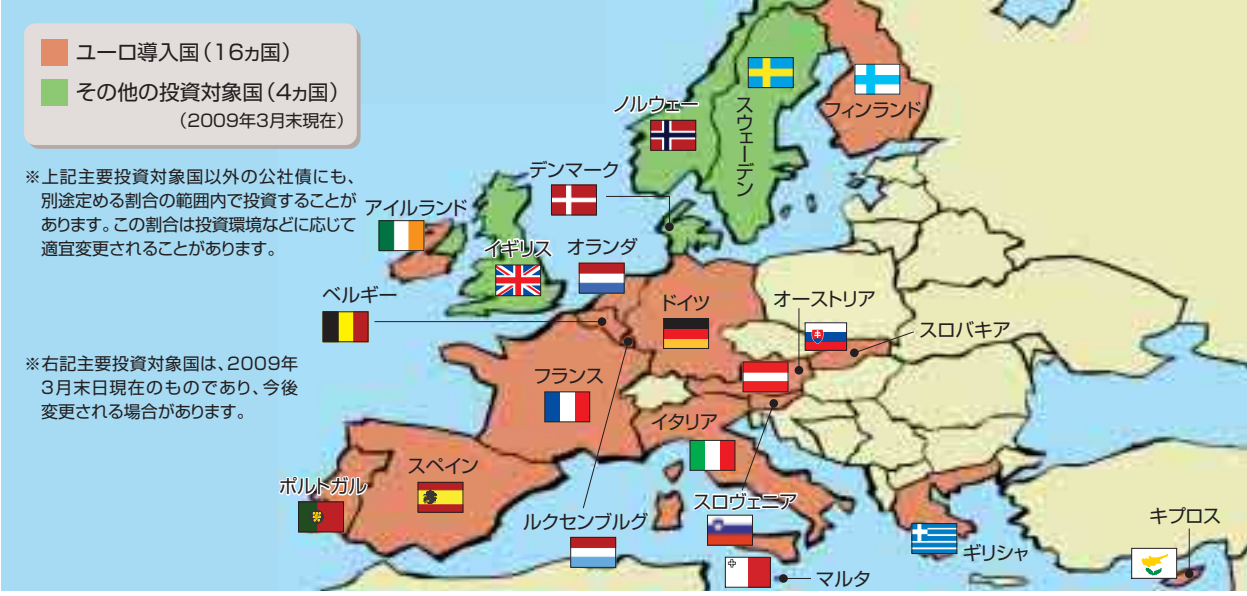 ユーロ導入国(16ヵ国)
その他の投資対象国(4ヵ国)
(2009年3月末現在)
※上記主要投資対象国以外の公社債にも、
別途定める割合の範囲内で投資することが
あります。この割合は投資環境などに応じて
適宜変更されることがあります。
※右記主要投資対象国は、2009年
3月末日現在のものであり、今後
変更される場合があります。
ノルウェー
スウェーデン
フィンランド
デンマーク
アイルランド
イギリス
オランダ
ベルギー
ドイツ
オーストリア
スロバキア
フランス
イタリア
スペイン
ポルトガル
ルクセンブルグ
スロヴェニア
マルタ
ギリシャ
キプロス